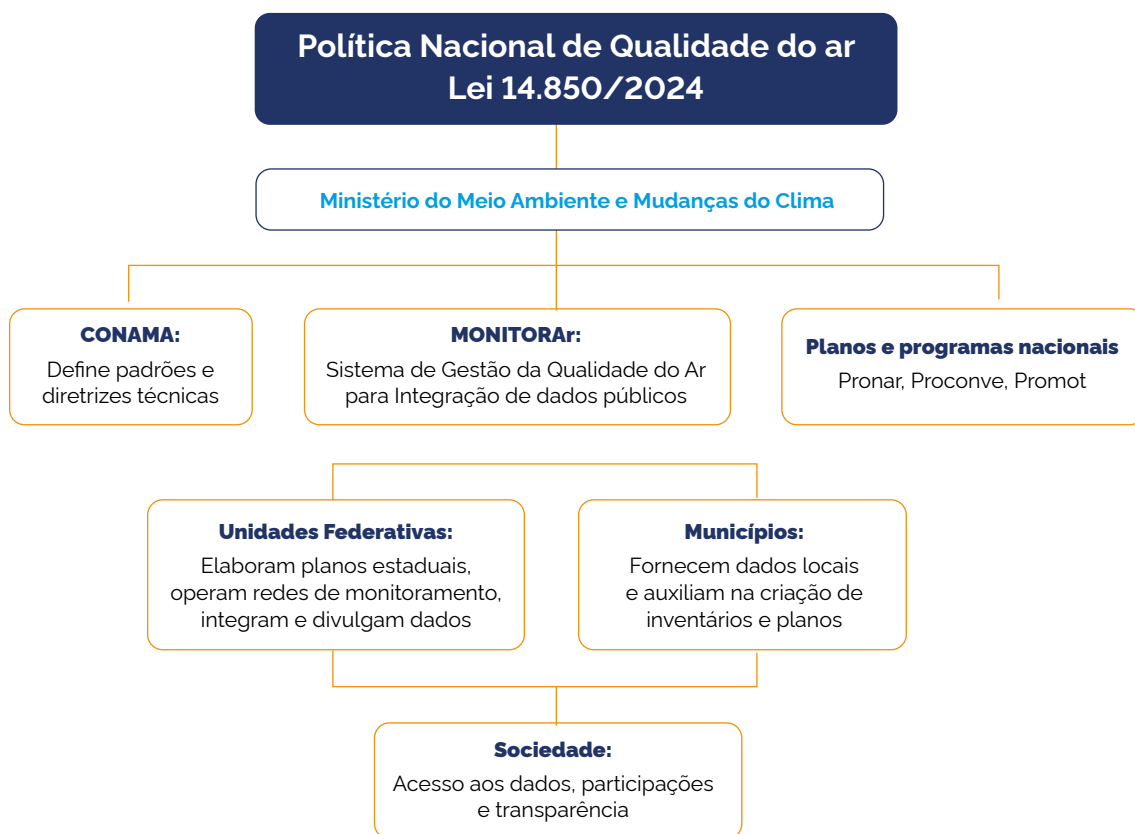 Política Nacional de Qualidade do ar
Lei 14.850/2024
Ministério do Meio Ambiente e Mudanças do Clima
CONAMA:
Define padrões e
diretrizes técnicas
MONITORAr:
Sistema de Gestão da Qualidade do Ar
para Integração de dados públicos
Planos e programas nacionais
Pronar, Proconve, Promot
Unidades Federativas:
Elaboram planos estaduais,
operam redes de monitoramento,
integram e divulgam dados
Municípios:
Fornecem dados locais
e auxiliam na criação de
inventários e planos
Sociedade:
Acesso aos dados, participações
e transparência